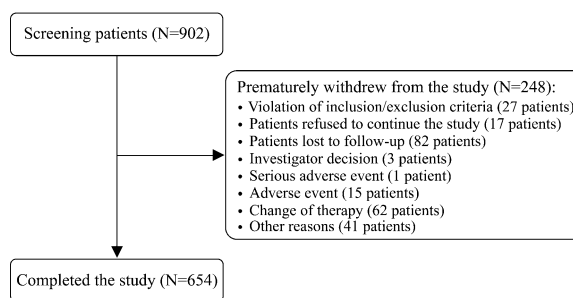 Screening patients (N=902)
Prematurely withdrew from the study (N=248):
• Violation of inclusion/exclusion criteria (27 patients)
• Patients refused to continue the study (17 patients)
• Patients lost to follow-up (82 patients)
• Investigator decision (3 patients)
• Serious adverse event (1 patient)
• Adverse event (15 patients)
• Change of therapy (62 patients)
• Other reasons (41 patients)
Completed the study (N=654)